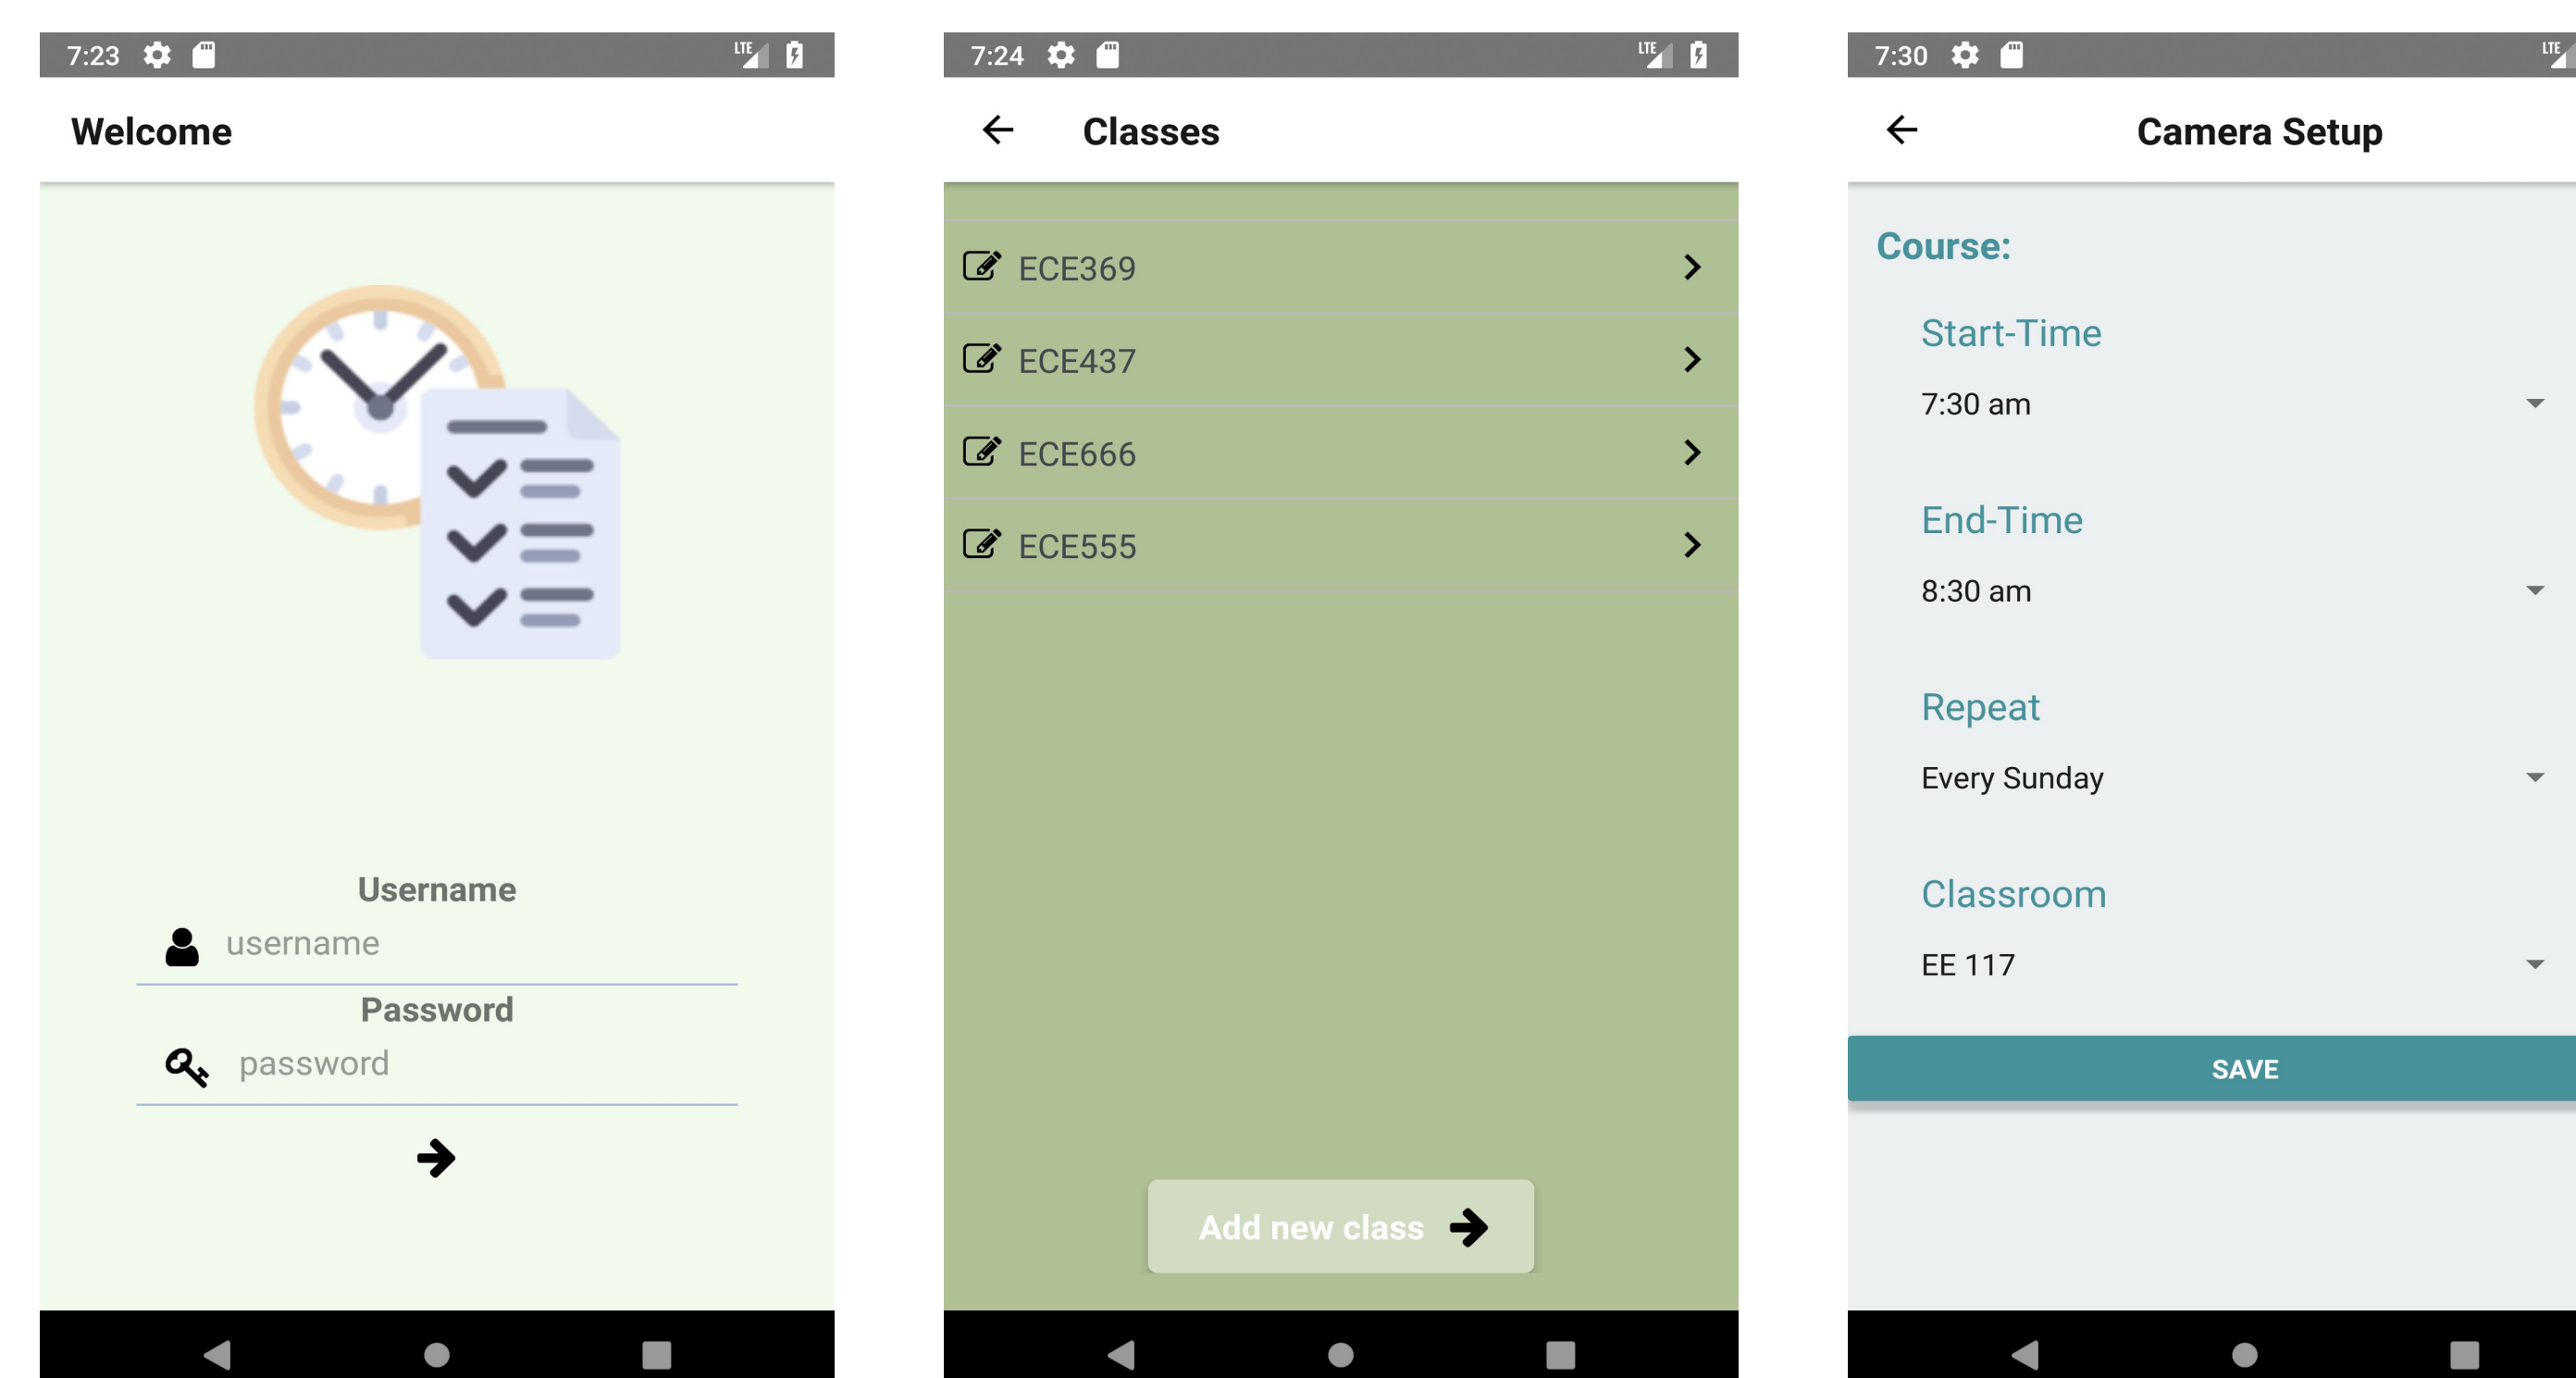 7:23
LTE
Welcome
Username
username
Password
password
7:24
LTE
Classes
ECE369
ECE437
ECE666
ECE555
Add new class
7:30
LTE
Camera Setup
Course:
Start-Time
7:30 am
End-Time
8:30 am
Repeat
Every Sunday
Classroom
EE 117
SAVE